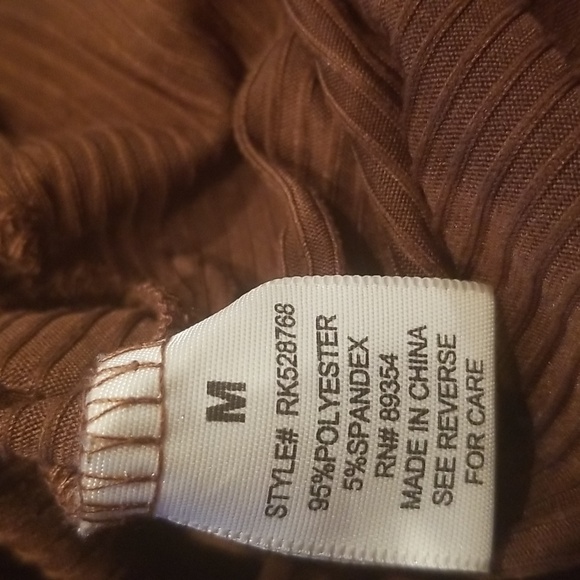 M
STYLE# RK528768
95%POLYESTER
5%SPANDEX
RN# 89354
MADE IN CHINA
SEE REVERSE
FOR CARE